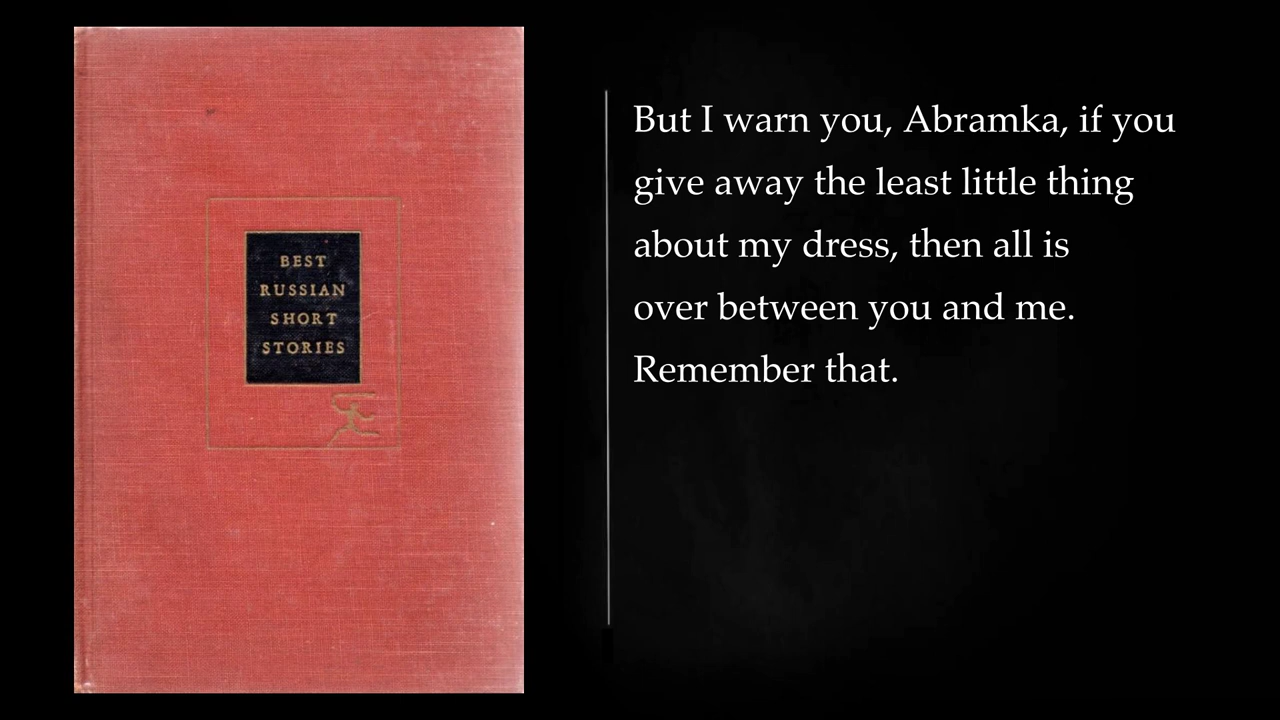 BEST
RUSSIAN
SHORT
STORIES
But I warn you, Abramka, if you
give away the least little thing
about my dress, then all is
over between you and me.
Remember that.